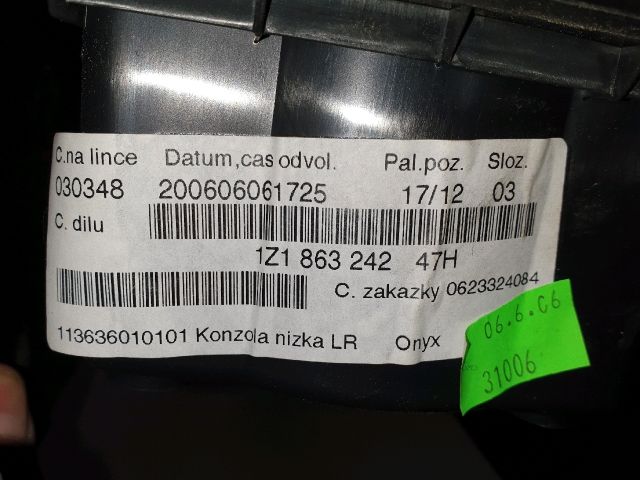 C.na lince Datum,cas odvol. Pal.poz. Sloz.
030348 200606061725 17/12 03
C. dilu
1Z1 863 242 47H
C. zakazky 0623324084
113636010101 Konzola nizka LR Onyx
06.6.06
31006